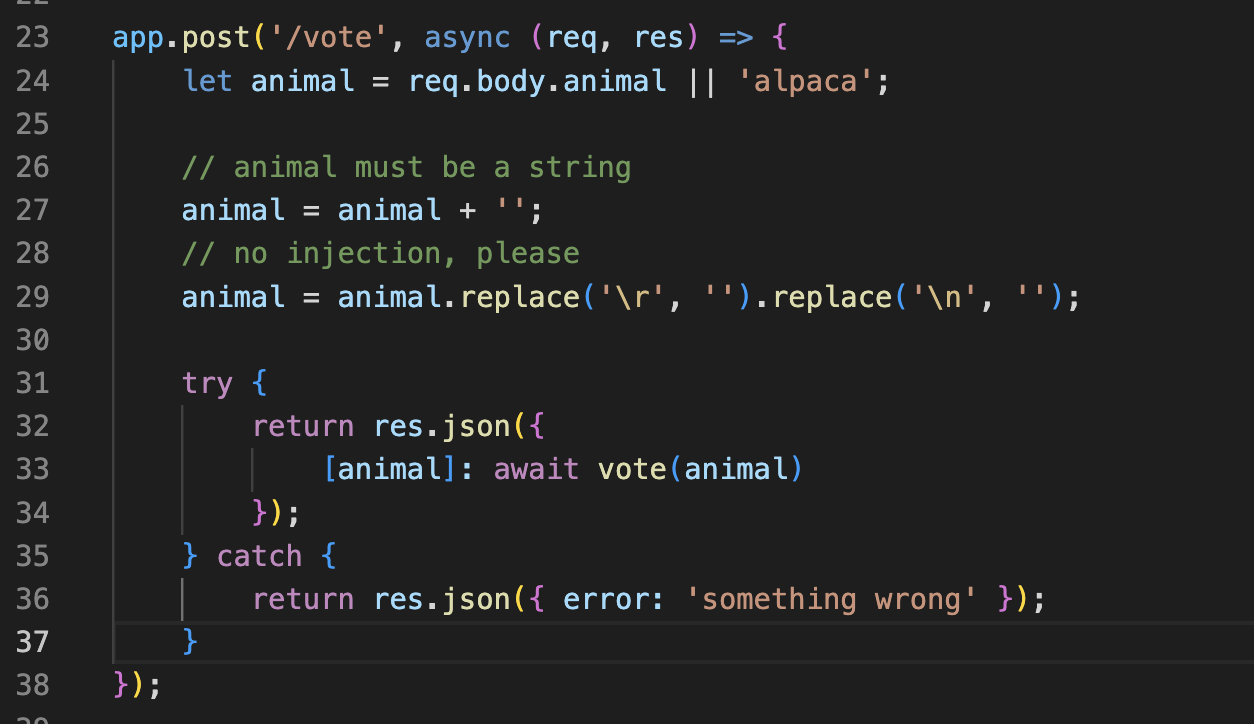 23 app.post('/vote', async (req, res) => {
24 let animal = req.body.animal || 'alpaca';
25
26 // animal must be a string
27 animal = animal + '';
28 // no injection, please
29 animal = animal.replace('\r', '').replace('\n', '');
30
31 try {
32 return res.json({
33 [animal]: await vote(animal)
34 });
35 } catch {
36 return res.json({ error: 'something wrong' });
37 }
38 });